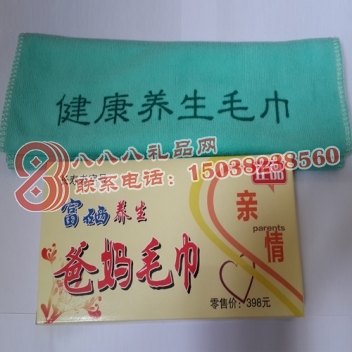 健康养生毛巾
八八八礼品网
联系电话：15038238560
富硒养生
爸妈毛巾
亲
parents
情
零售价：398元